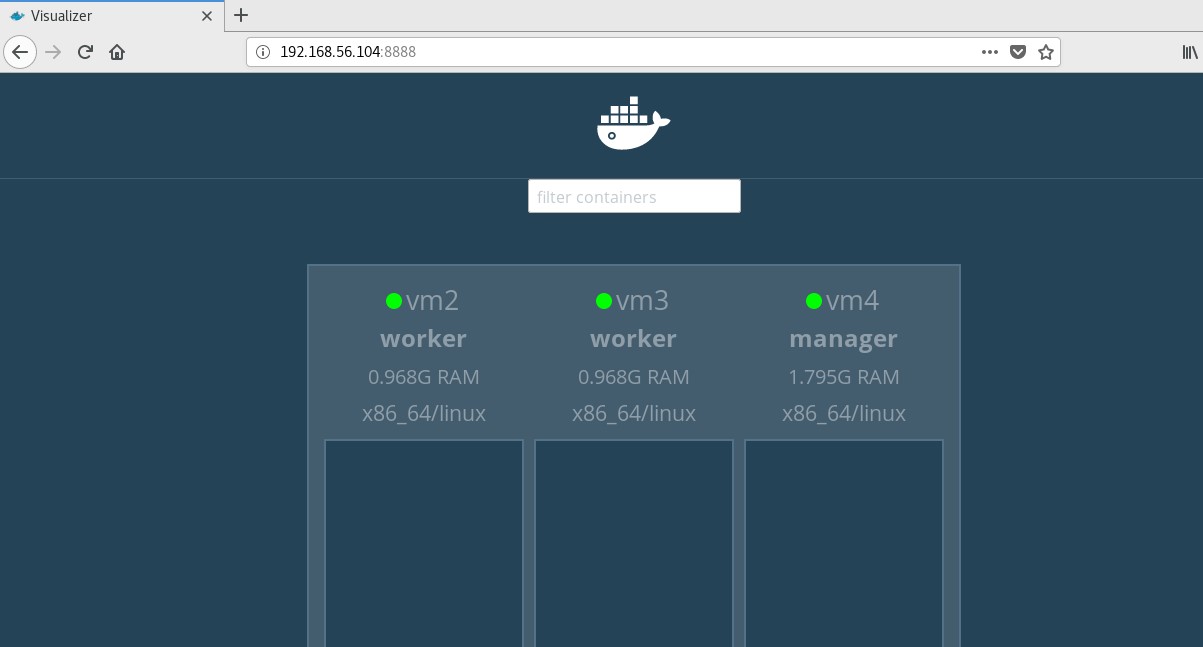 Visualizer
192.168.56.104:8888
filter containers
vm2 vm3 vm4
worker worker manager
0.968G RAM 0.968G RAM 1.795G RAM
x86_64/linux x86_64/linux x86_64/linux